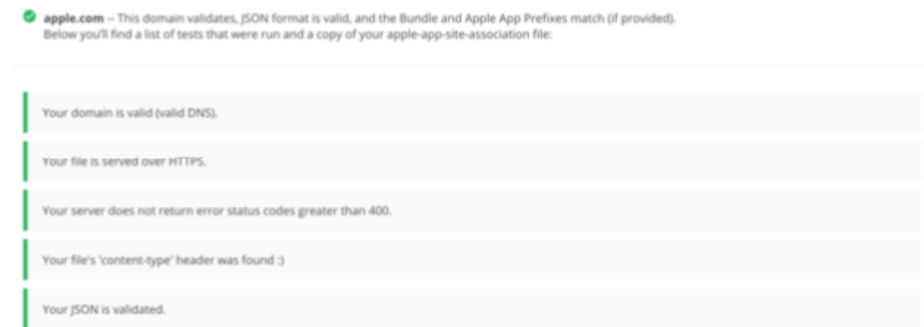 apple.com -- This domain validates, JSON format is valid, and the Bundle and Apple App Prefixes match (if provided).
Below you'll find a list of tests that were run and a copy of your apple-app-site-association file:
Your domain is valid (valid DNS).
Your file is served over HTTPS.
Your server does not return error status codes greater than 400.
Your file's 'content-type' header was found :)
Your JSON is validated.